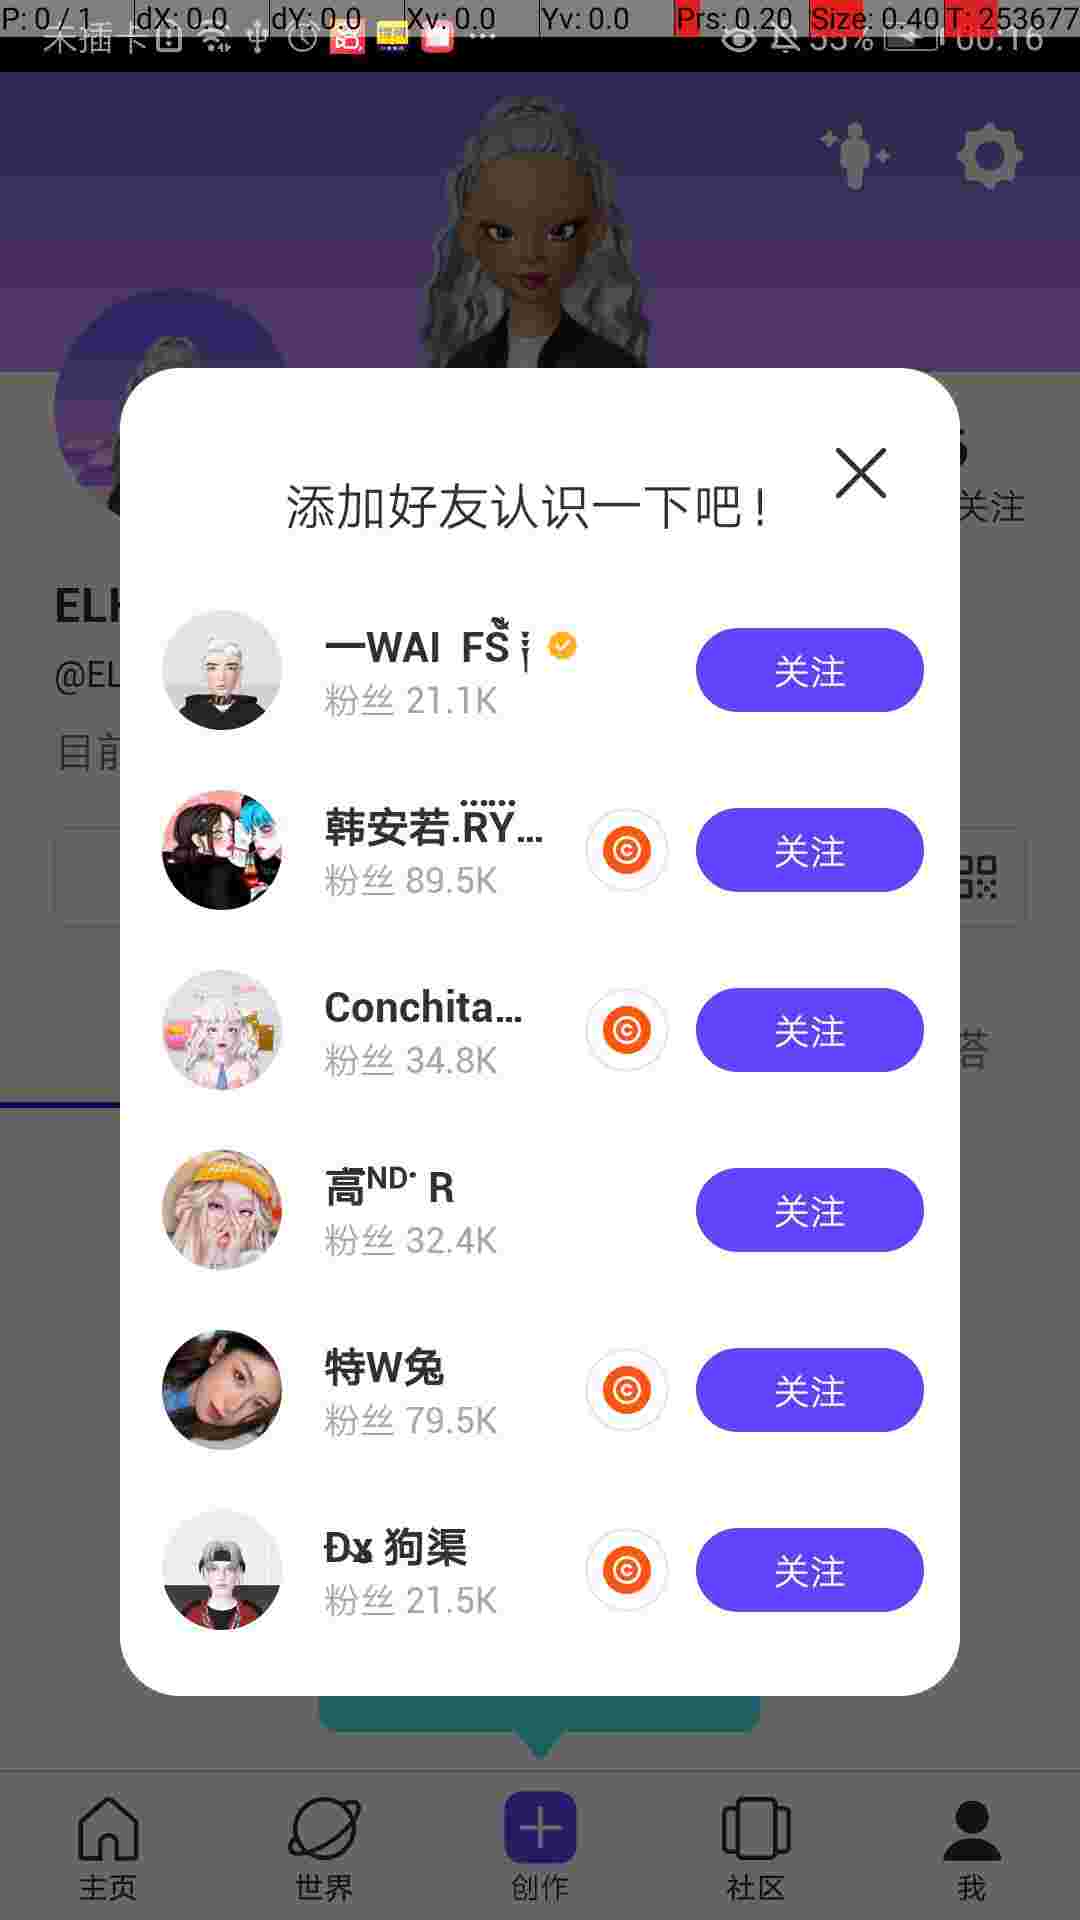 P: 0 / 1 dX: 0.0 dY: 0.0 Xv: 0.0 Yv: 0.0 Prs: 0.20 Size: 0.40 T: 253677
未插卡 53% 00:16
关注
添加好友认识一下吧！
一WAI FS
粉丝 21.1K
关注
韩安若.RY...
粉丝 89.5K
关注
Conchita...
粉丝 34.8K
关注
高ᴺᴰ· R
粉丝 32.4K
关注
特W兔
粉丝 79.5K
关注
狗渠
粉丝 21.5K
关注
主页 世界 创作 社区 我